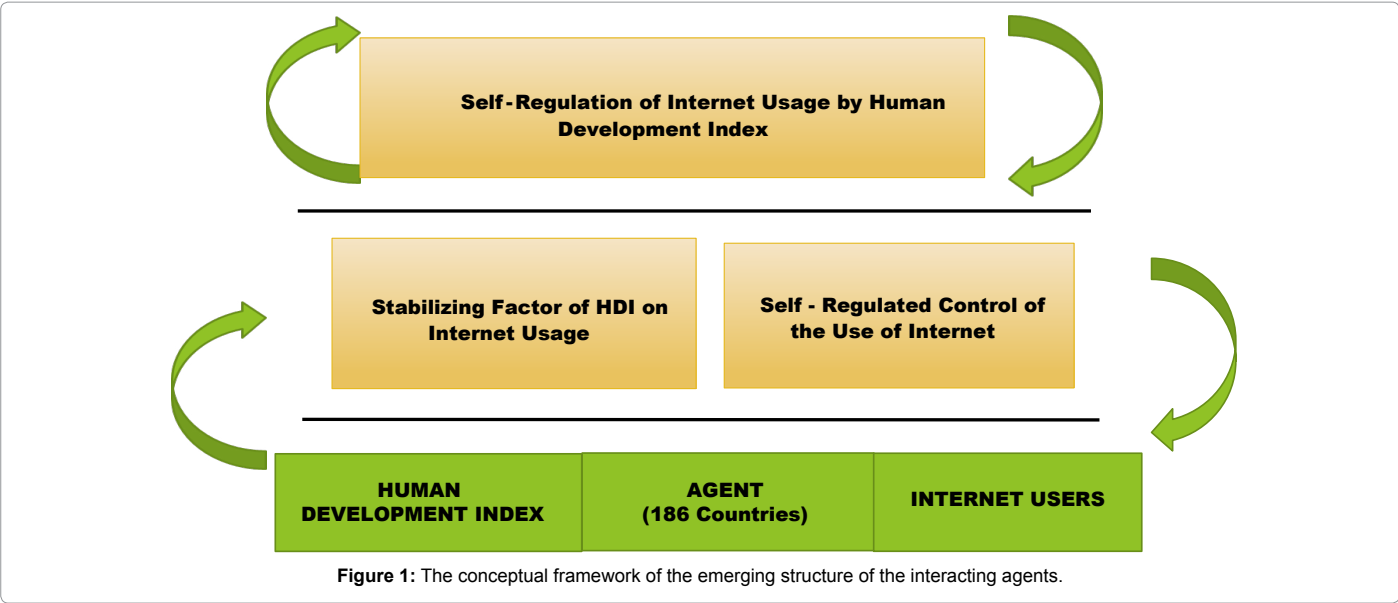 Self-Regulation of Internet Usage by Human
Development Index
Stabilizing Factor of HDI on
Internet Usage
Self - Regulated Control of
the Use of Internet
HUMAN
DEVELOPMENT INDEX
AGENT
(186 Countries)
INTERNET USERS
Figure 1: The conceptual framework of the emerging structure of the interacting agents.